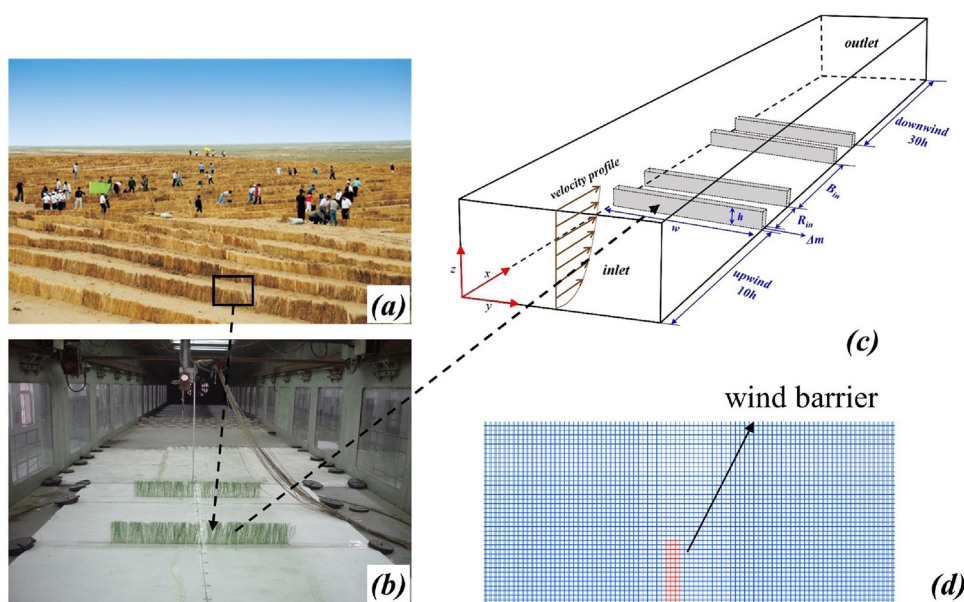 (a)
(b)
outlet
velocity profile
downwind
30h
B_in
R_in
Δm
h
w
inlet
upwind
10h
z
x
y
(c)
wind barrier
(d)